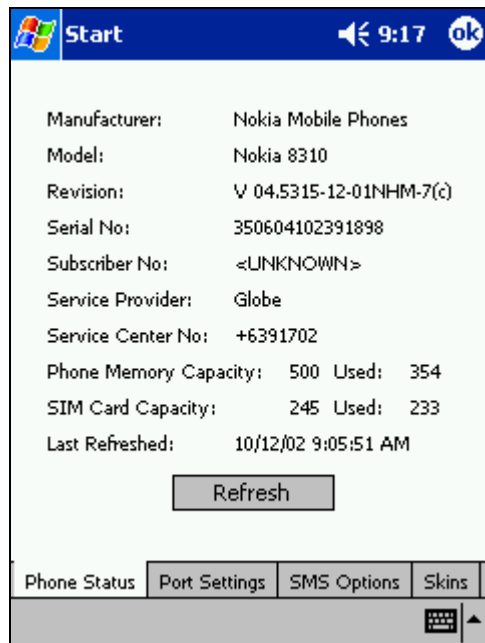 Start 9:17 ok
Manufacturer: Nokia Mobile Phones
Model: Nokia 8310
Revision: V 04.5315-12-01NHM-7(c)
Serial No: 350604102391898
Subscriber No: <UNKNOWN>
Service Provider: Globe
Service Center No: +6391702
Phone Memory Capacity: 500 Used: 354
SIM Card Capacity: 245 Used: 233
Last Refreshed: 10/12/02 9:05:51 AM
Refresh
Phone Status Port Settings SMS Options Skins